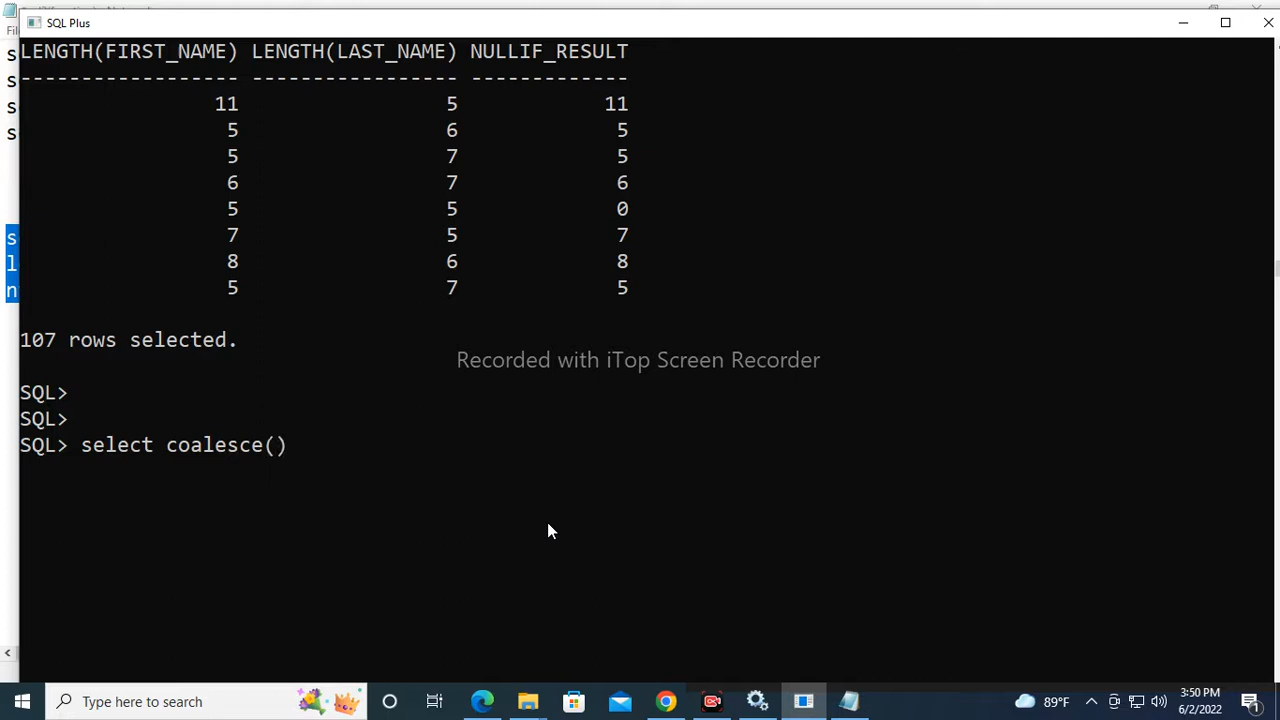 SQL Plus
LENGTH(FIRST_NAME) LENGTH(LAST_NAME) NULLIF_RESULT
------------------ ----------------- -------------
11 5 11
5 6 5
5 7 5
6 7 6
5 5 0
7 5 7
8 6 8
5 7 5
107 rows selected.
Recorded with iTop Screen Recorder
SQL>
SQL>
SQL> select coalesce()
Type here to search
89°F
3:50 PM
6/2/2022